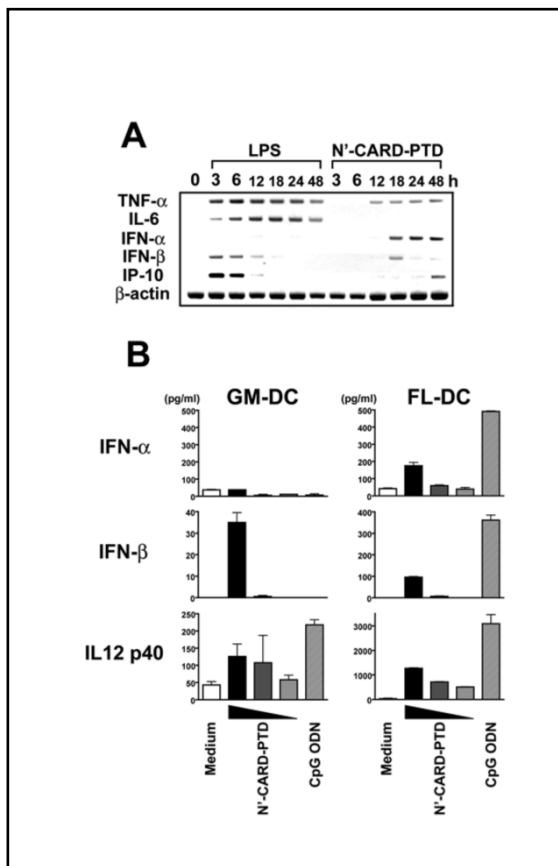 A
LPS N'-CARD-PTD
0 3 6 12 18 24 48 3 6 12 18 24 48 h
TNF-α
IL-6
IFN-α
IFN-β
IP-10
β-actin
B
(pg/ml) GM-DC (pg/ml) FL-DC
IFN-α
500
400
300
200
100
0
500
400
300
200
100
0
IFN-β
40
30
20
10
0
400
300
200
100
0
IL12 p40
250
200
150
100
50
0
3000
2000
1000
0
Medium N'-CARD-PTD CpG ODN Medium N'-CARD-PTD CpG ODN